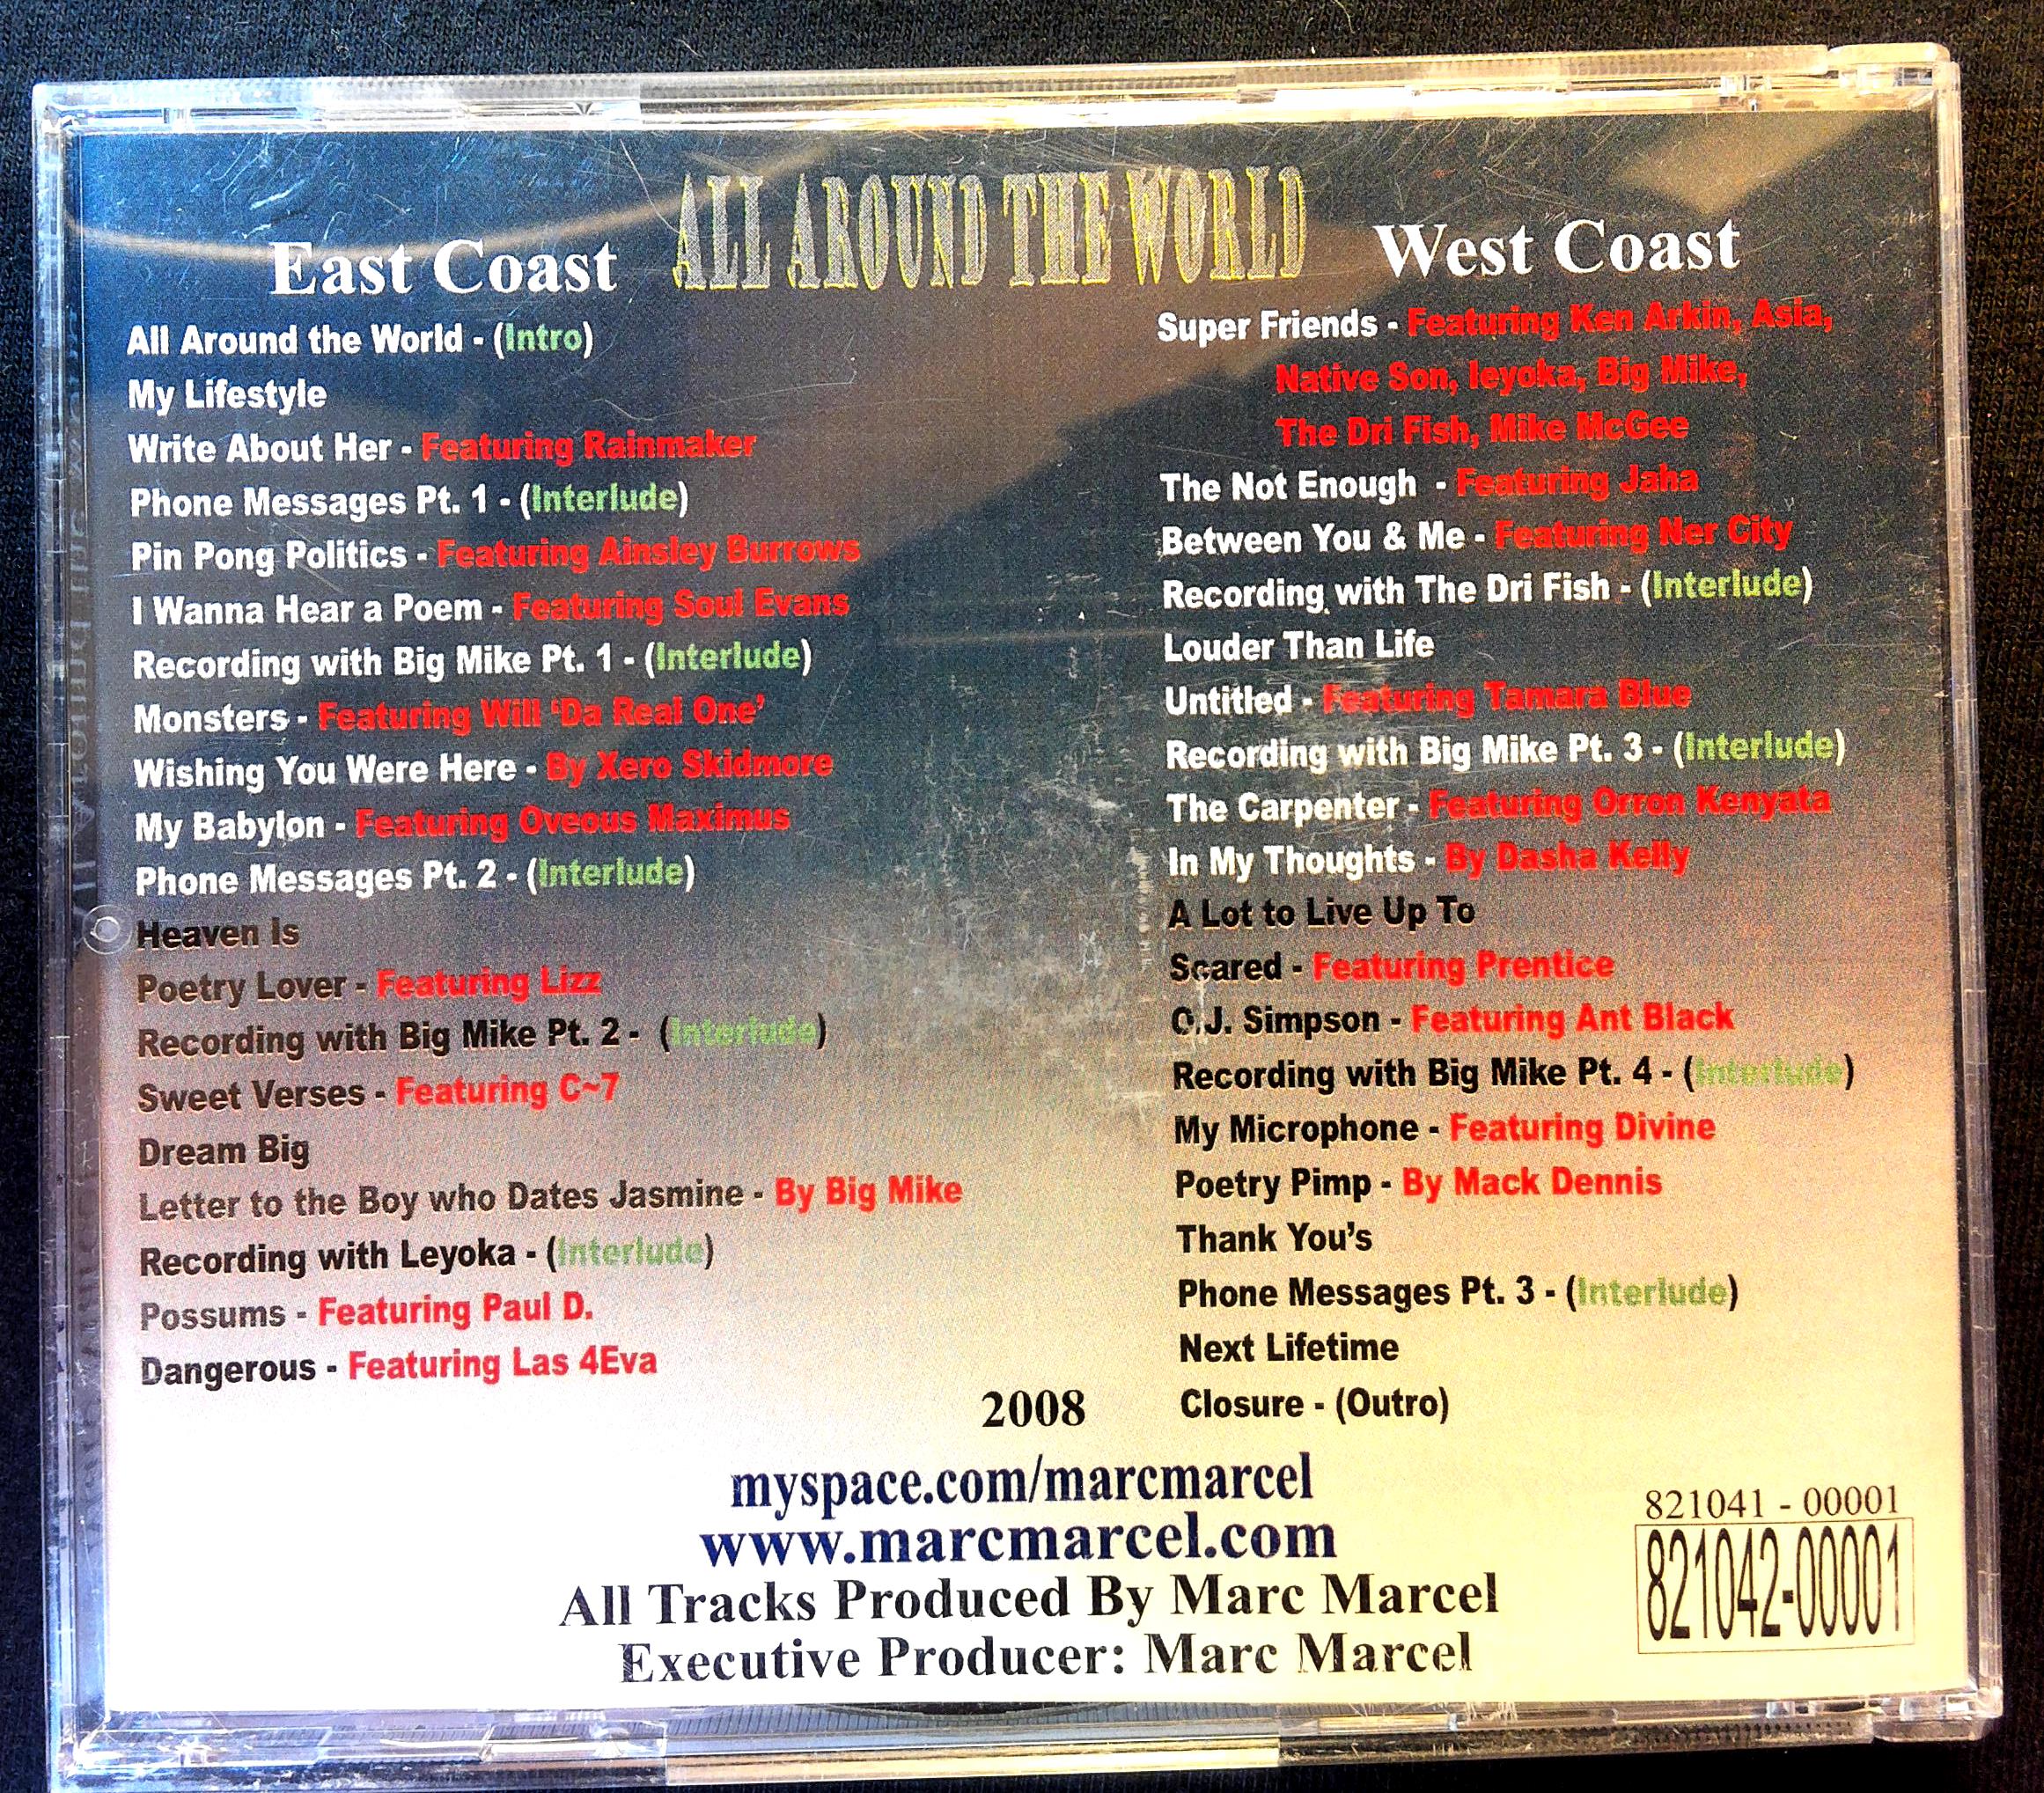 ALL AROUND THE WORLD
East Coast
All Around the World - (Intro)
My Lifestyle
Write About Her - Featuring Rainmaker
Phone Messages Pt. 1 - (Interlude)
Pin Pong Politics - Featuring Ainsley Burrows
I Wanna Hear a Poem - Featuring Soul Evans
Recording with Big Mike Pt. 1 - (Interlude)
Monsters - Featuring Will ‘Da Real One’
Wishing You Were Here - By Xero Skidmore
My Babylon - Featuring Oveous Maximus
Phone Messages Pt. 2 - (Interlude)
Heaven Is
Poetry Lover - Featuring Lizz
Recording with Big Mike Pt. 2 - (Interlude)
Sweet Verses - Featuring C~7
Dream Big
Letter to the Boy who Dates Jasmine - By Big Mike
Recording with Leyoka - (Interlude)
Possums - Featuring Paul D.
Dangerous - Featuring Las 4Eva
West Coast
Super Friends - Featuring Ken Arkin, Asia,
Native Son, Ieyoka, Big Mike,
The Dri Fish, Mike McGee
The Not Enough - Featuring Jaha
Between You & Me - Featuring Ner City
Recording with The Dri Fish - (Interlude)
Louder Than Life
Untitled - Featuring Tamara Blue
Recording with Big Mike Pt. 3 - (Interlude)
The Carpenter - Featuring Orron Kenyata
In My Thoughts - By Dasha Kelly
A Lot to Live Up To
Scared - Featuring Prentice
O.J. Simpson - Featuring Ant Black
Recording with Big Mike Pt. 4 - (Interlude)
My Microphone - Featuring Divine
Poetry Pimp - By Mack Dennis
Thank You’s
Phone Messages Pt. 3 - (Interlude)
Next Lifetime
Closure - (Outro)
2008
myspace.com/marcmarcel
www.marcmarcel.com
All Tracks Produced By Marc Marcel
Executive Producer: Marc Marcel
821041 - 00001
821042-00001